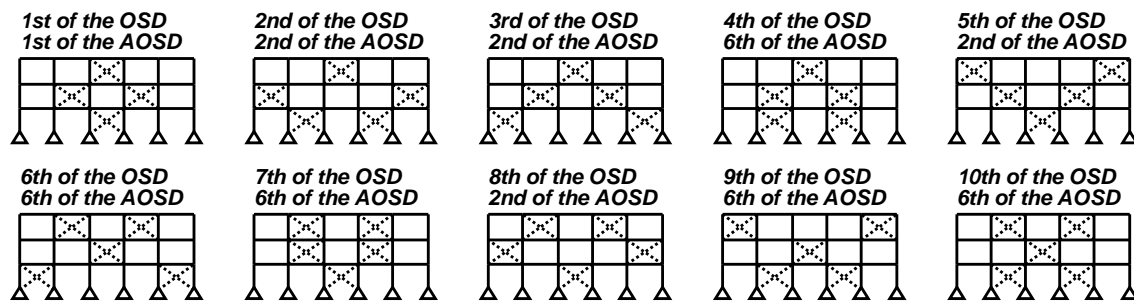 1st of the OSD
1st of the AOSD
2nd of the OSD
2nd of the AOSD
3rd of the OSD
2nd of the AOSD
4th of the OSD
6th of the AOSD
5th of the OSD
2nd of the AOSD
6th of the OSD
6th of the AOSD
7th of the OSD
6th of the AOSD
8th of the OSD
2nd of the AOSD
9th of the OSD
6th of the AOSD
10th of the OSD
6th of the AOSD